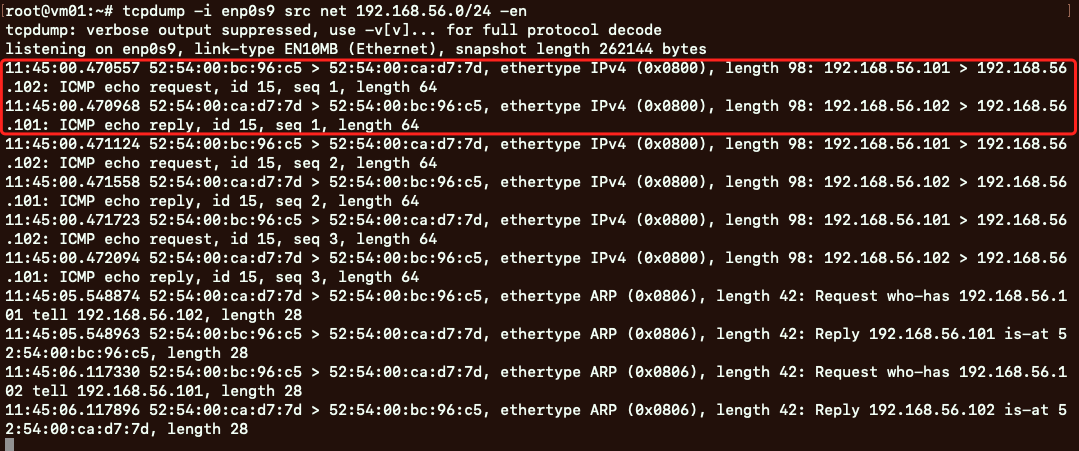 [root@vm01:~# tcpdump -i enp0s9 src net 192.168.56.0/24 -en ]
tcpdump: verbose output suppressed, use -v[v]... for full protocol decode
listening on enp0s9, link-type EN10MB (Ethernet), snapshot length 262144 bytes
11:45:00.470557 52:54:00:bc:96:c5 > 52:54:00:ca:d7:7d, ethertype IPv4 (0x0800), length 98: 192.168.56.101 > 192.168.56
.102: ICMP echo request, id 15, seq 1, length 64
11:45:00.470968 52:54:00:ca:d7:7d > 52:54:00:bc:96:c5, ethertype IPv4 (0x0800), length 98: 192.168.56.102 > 192.168.56
.101: ICMP echo reply, id 15, seq 1, length 64
11:45:00.471124 52:54:00:bc:96:c5 > 52:54:00:ca:d7:7d, ethertype IPv4 (0x0800), length 98: 192.168.56.101 > 192.168.56
.102: ICMP echo request, id 15, seq 2, length 64
11:45:00.471558 52:54:00:ca:d7:7d > 52:54:00:bc:96:c5, ethertype IPv4 (0x0800), length 98: 192.168.56.102 > 192.168.56
.101: ICMP echo reply, id 15, seq 2, length 64
11:45:00.471723 52:54:00:bc:96:c5 > 52:54:00:ca:d7:7d, ethertype IPv4 (0x0800), length 98: 192.168.56.101 > 192.168.56
.102: ICMP echo request, id 15, seq 3, length 64
11:45:00.472094 52:54:00:ca:d7:7d > 52:54:00:bc:96:c5, ethertype IPv4 (0x0800), length 98: 192.168.56.102 > 192.168.56
.101: ICMP echo reply, id 15, seq 3, length 64
11:45:05.548874 52:54:00:ca:d7:7d > 52:54:00:bc:96:c5, ethertype ARP (0x0806), length 42: Request who-has 192.168.56.1
01 tell 192.168.56.102, length 28
11:45:05.548963 52:54:00:bc:96:c5 > 52:54:00:ca:d7:7d, ethertype ARP (0x0806), length 42: Reply 192.168.56.101 is-at 5
2:54:00:bc:96:c5, length 28
11:45:06.117330 52:54:00:bc:96:c5 > 52:54:00:ca:d7:7d, ethertype ARP (0x0806), length 42: Request who-has 192.168.56.1
02 tell 192.168.56.101, length 28
11:45:06.117896 52:54:00:ca:d7:7d > 52:54:00:bc:96:c5, ethertype ARP (0x0806), length 42: Reply 192.168.56.102 is-at 5
2:54:00:ca:d7:7d, length 28